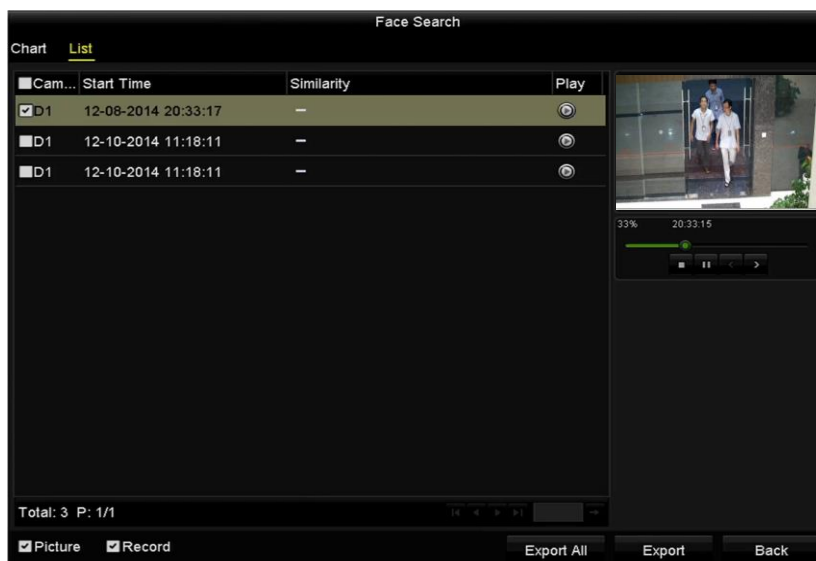 Face Search
Chart List
Cam... Start Time Similarity Play
D1 12-08-2014 20:33:17 –
D1 12-10-2014 11:18:11 –
D1 12-10-2014 11:18:11 –
33% 20:33:15
Total: 3 P: 1/1
Picture Record Export All Export Back